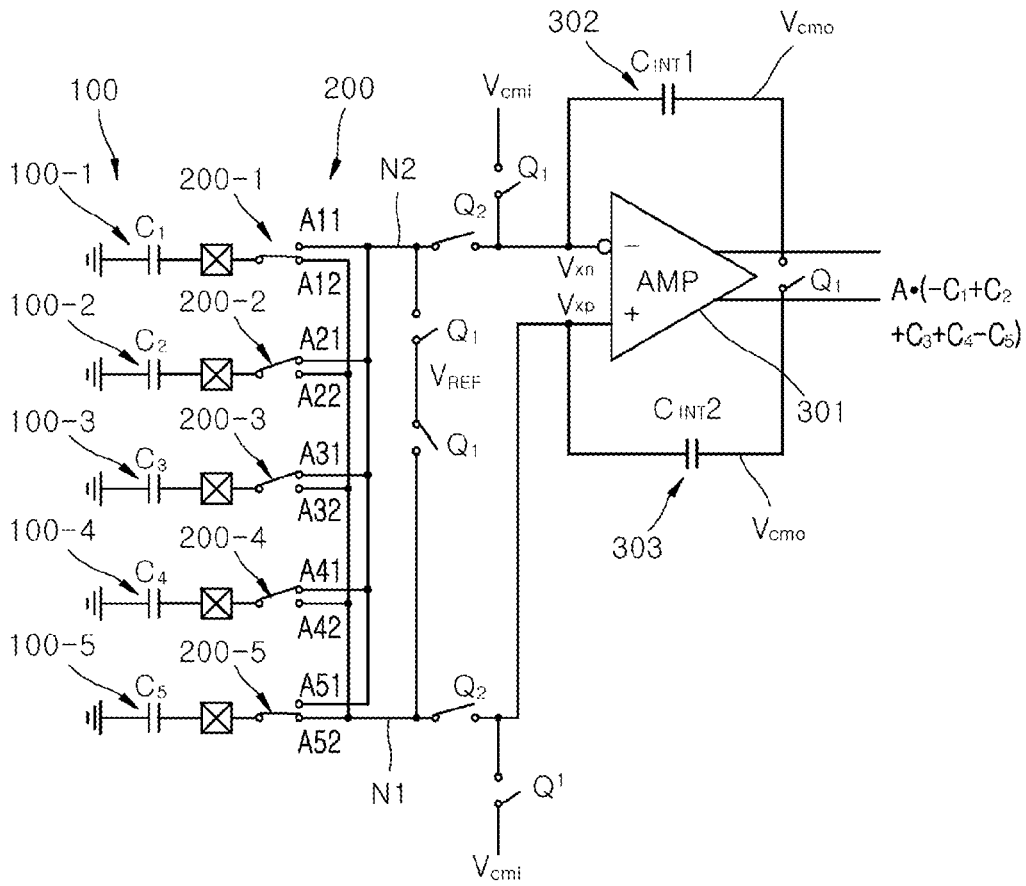 302
Vcmo
CINT1
100
200
Vcmi
100-1
200-1
N2
Q1
C1
A11
Q2
A12
Vxn
−
AMP
Q1
A•(-C1+C2
+C3+C4-C5)
100-2
200-2
Vxp
+
C2
A21
Q1
A22
VREF
301
100-3
200-3
Q1
CINT2
C3
A31
A32
303
Vcmo
100-4
200-4
C4
A41
A42
100-5
200-5
C5
A51
Q2
A52
N1
Q1
Vcmi